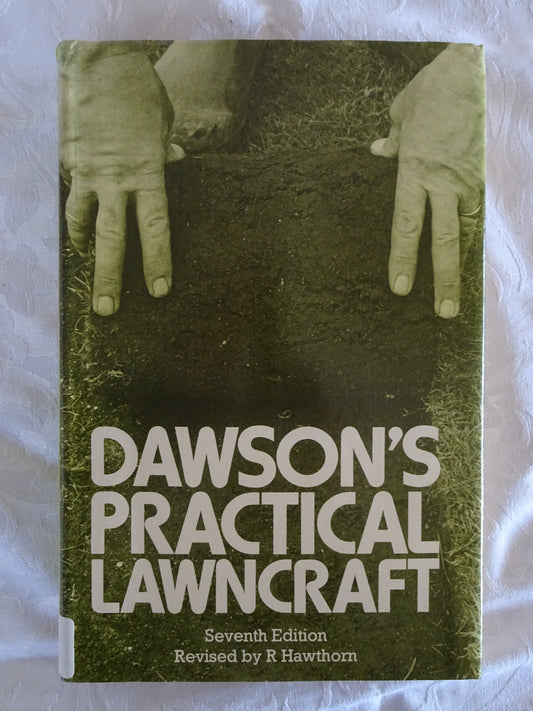 DAWSON'S
PRACTICAL
LAWNCRAFT
Seventh Edition
Revised by R Hawthorn